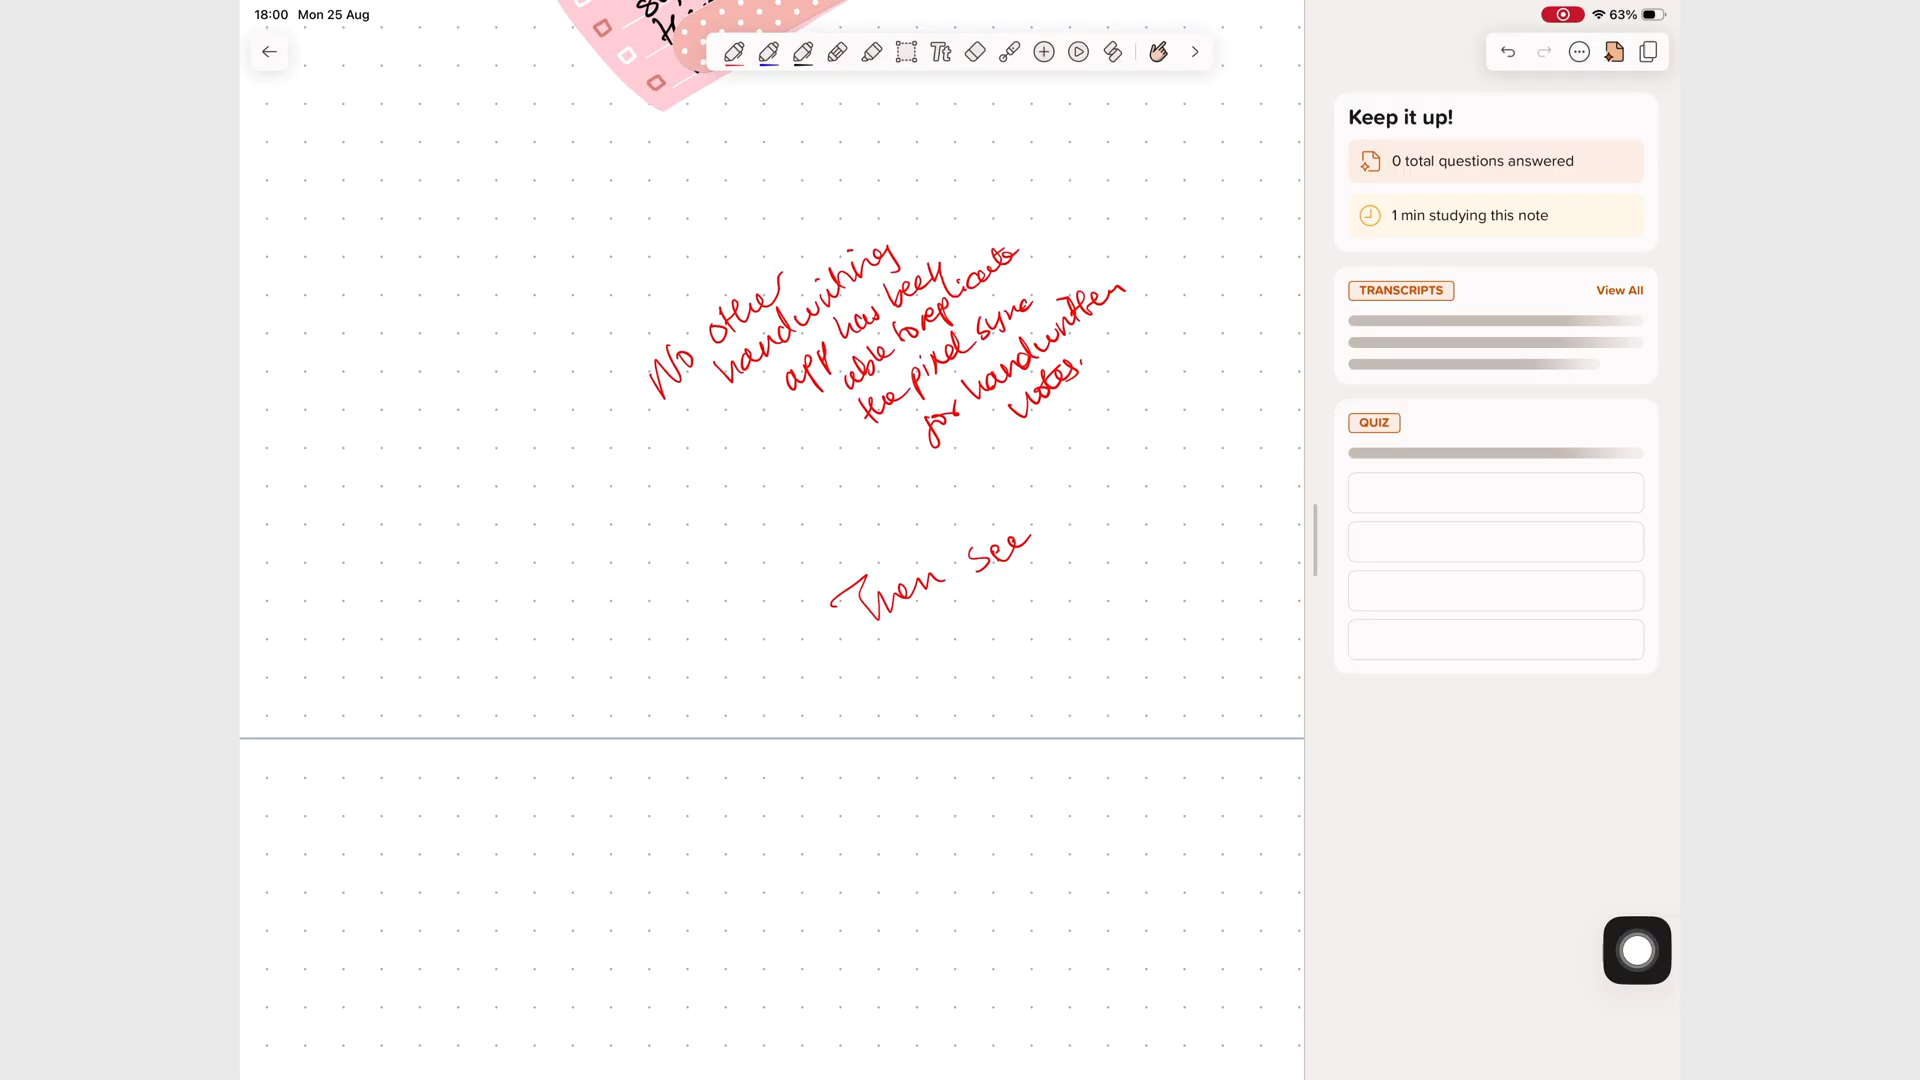 18:00 Mon 25 Aug
63%
Tt
Keep it up!
0 total questions answered
1 min studying this note
TRANSCRIPTS View All
QUIZ
No other
handwriting
app has been
able to replicate
the pixel sync
for handwritten
notes.
Then see